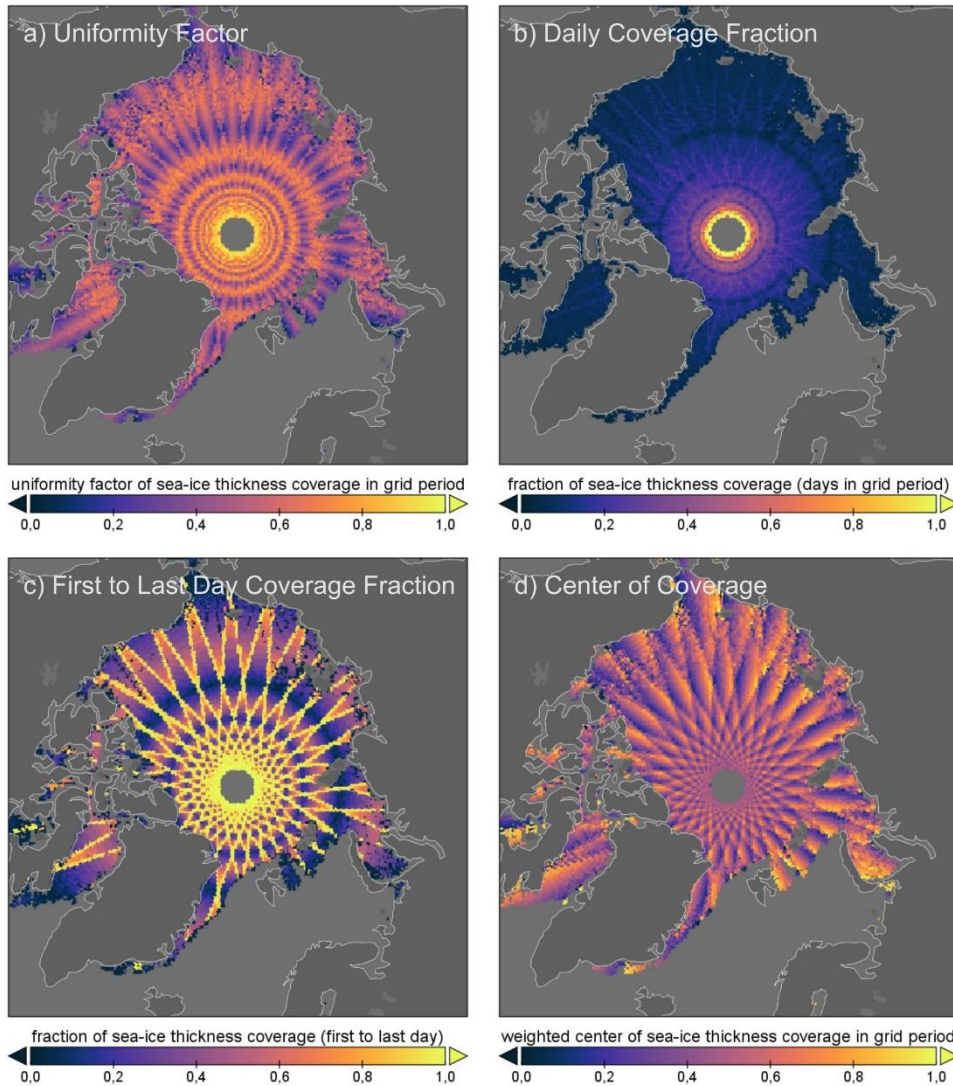 a) Uniformity Factor
b) Daily Coverage Fraction
uniformity factor of sea-ice thickness coverage in grid period
0,0 0,2 0,4 0,6 0,8 1,0
fraction of sea-ice thickness coverage (days in grid period)
0,0 0,2 0,4 0,6 0,8 1,0
c) First to Last Day Coverage Fraction
d) Center of Coverage
fraction of sea-ice thickness coverage (first to last day)
0,0 0,2 0,4 0,6 0,8 1,0
weighted center of sea-ice thickness coverage in grid period
0,0 0,2 0,4 0,6 0,8 1,0